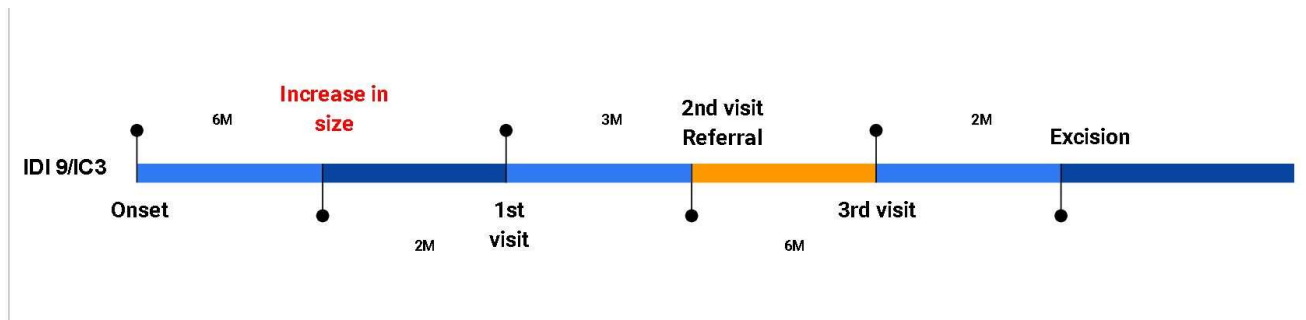 Increase in
size
6M
3M
2nd visit
Referral
2M
Excision
IDI 9/IC3
Onset
1st
visit
3rd visit
2M
6M